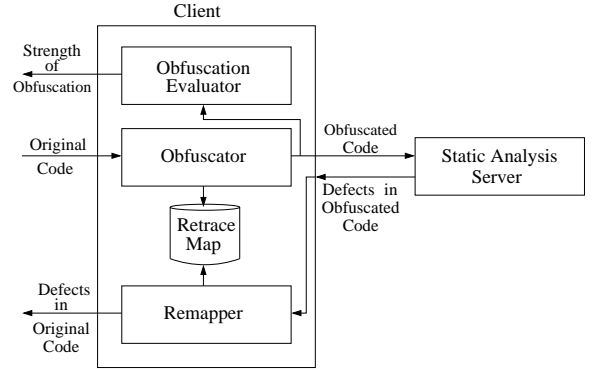 Client
Strength
of
Obfuscation
Obfuscation
Evaluator
Original
Code
Obfuscator
Obfuscated
Code
Static Analysis
Server
Defects in
Obfuscated
Code
Retrace
Map
Defects
in
Original
Code
Remapper